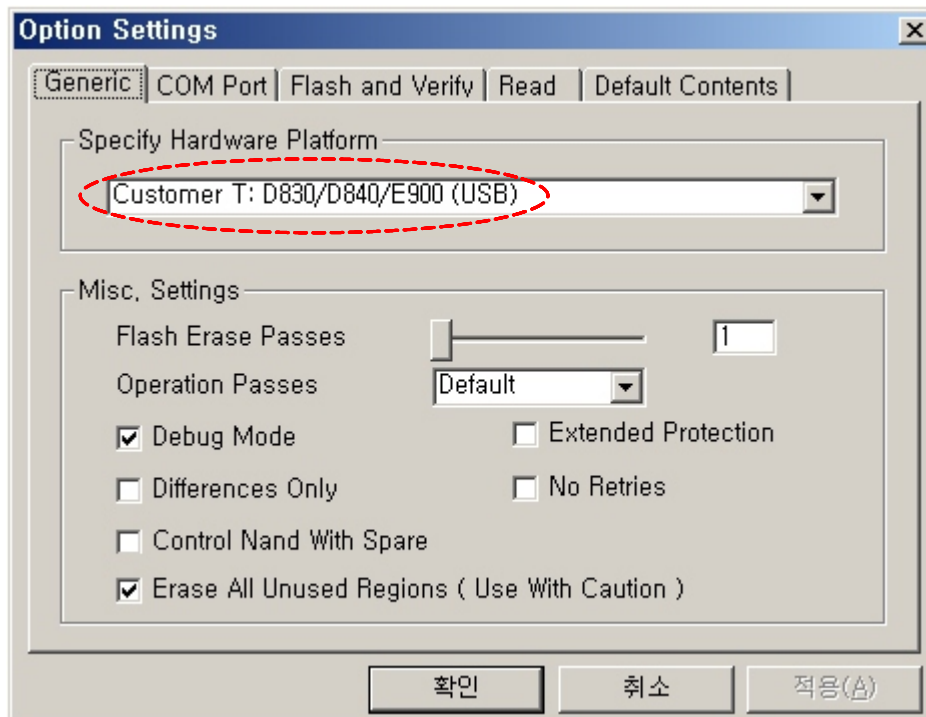 Option Settings
Generic COM Port Flash and Verify Read Default Contents
Specify Hardware Platform
Customer T: D830/D840/E900 (USB)
Misc, Settings
Flash Erase Passes 1
Operation Passes Default
Debug Mode Extended Protection
Differences Only No Retries
Control Nand With Spare
Erase All Unused Regions ( Use With Caution )
확인 취소 적용(A)